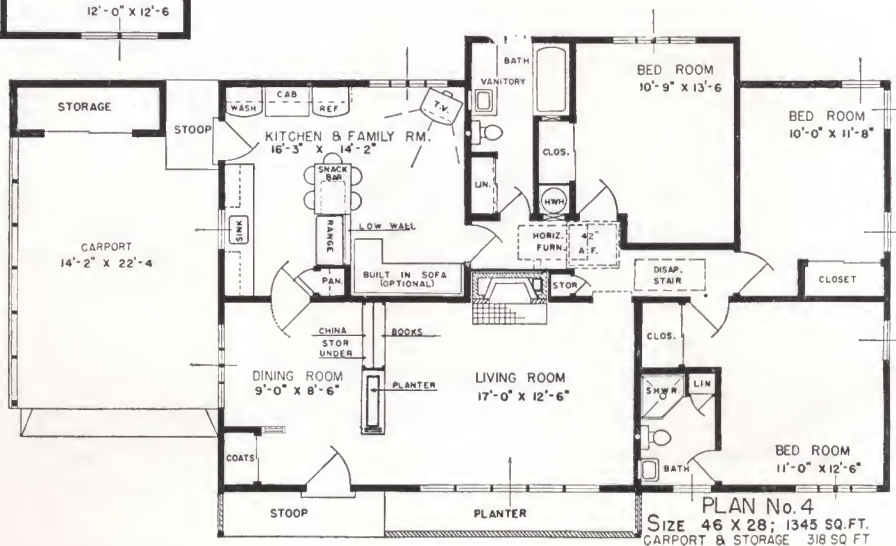 12'-0" X 12'-6
STORAGE
STOOP
WASH
CAB
REF
T.V.
KITCHEN & FAMILY RM.
16'-3" X 14'-2"
SNACK
BAR
SINK
RANGE
LOW WALL
PAN.
BUILT IN SOFA
(OPTIONAL)
CARPORT
14'-2" X 22'-4
BATH
VANITORY
LIN.
CLOS.
HWH
HORIZ.
FURN.
42"
A.F.
BED ROOM
10'-9" X 13'-6
BED ROOM
10'-0" X 11'-8"
CLOSET
DISAP.
STAIR
STOR
CHINA
STOR
UNDER
BOOKS
PLANTER
DINING ROOM
9'-0" X 8'-6"
LIVING ROOM
17'-0" X 12'-6"
COATS
STOOP
PLANTER
CLOS.
SHWR
LIN
BATH
BED ROOM
11'-0" X 12'-6"
PLAN No. 4
SIZE 46 X 28; 1345 SQ.FT.
CARPORT & STORAGE 318 SQ FT